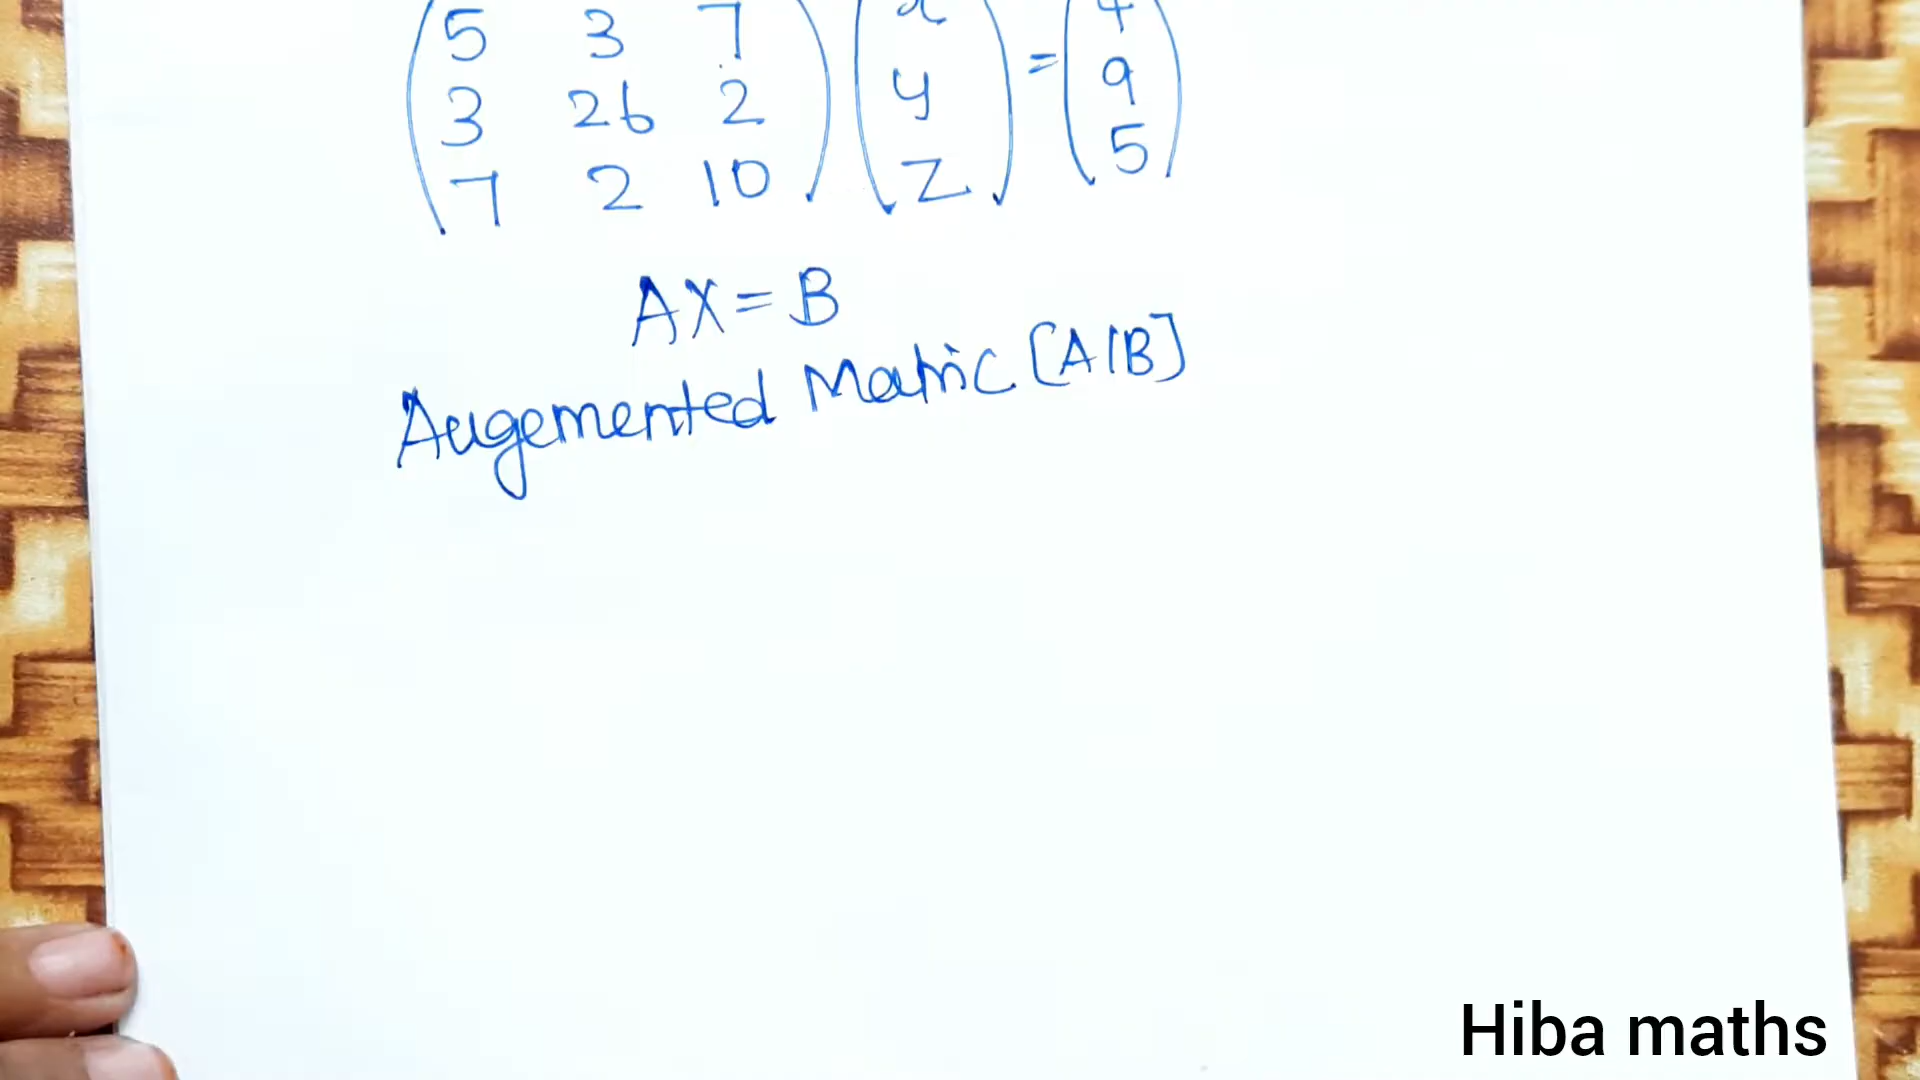 5 3 7 x
3 26 2 y = 9
7 2 10 z 5
AX = B
Augemented Matric [A|B]
Hiba maths